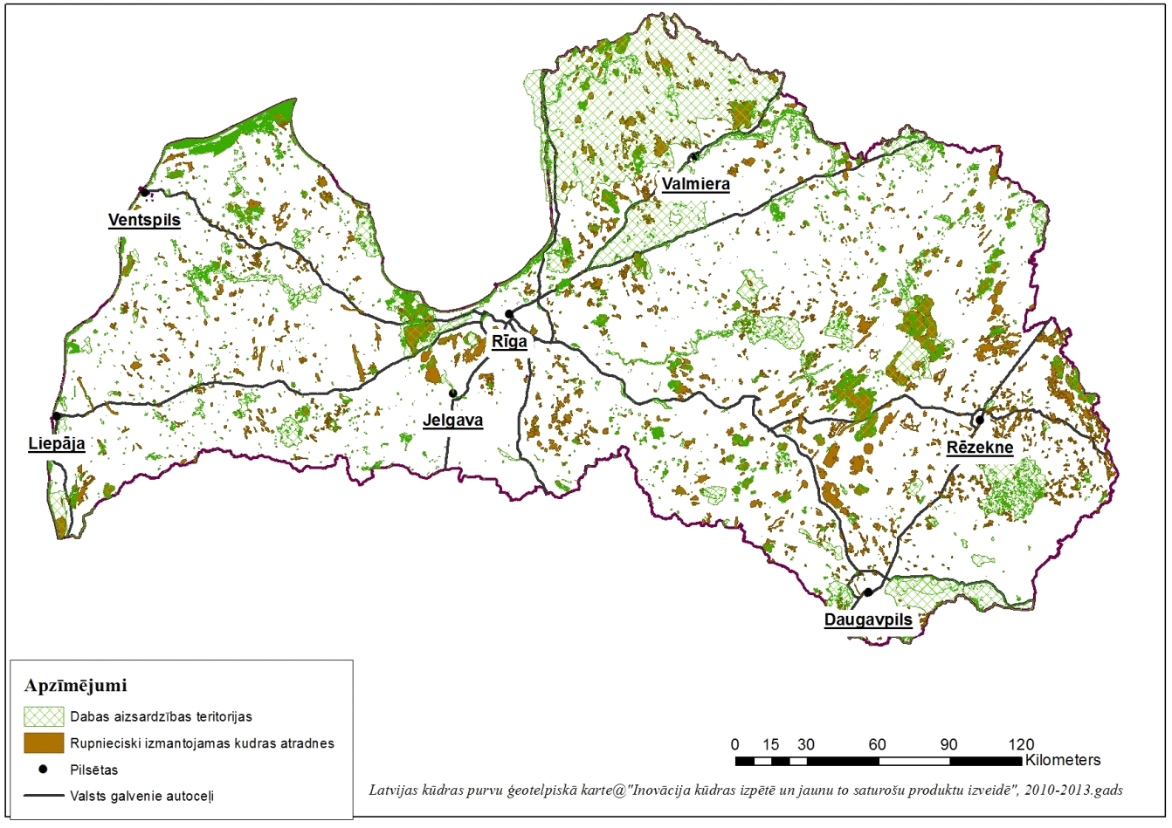 Valmiera
Ventspils
Rīga
Jelgava
Liepāja
Rēzekne
Daugavpils
Apzīmējumi
Dabas aizsardzības teritorijas
Rupnieciski izmantojamas kudras atradnes
Pilsētas
Valsts galvenie autoceļi
0 15 30 60 90 120
Kilometers
Latvijas kūdras purvu ģeotelpiskā karte@"Inovācija kūdras izpētē un jaunu to saturošu produktu izveidē", 2010-2013.gads